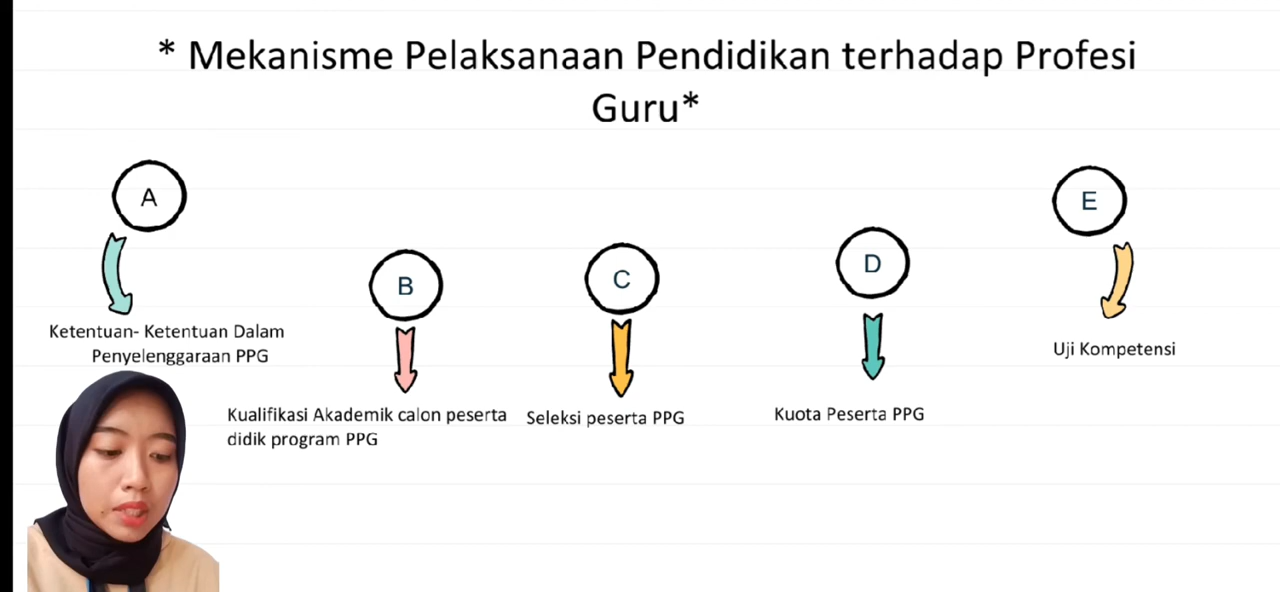 * Mekanisme Pelaksanaan Pendidikan terhadap Profesi
Guru*
A
Ketentuan- Ketentuan Dalam
Penyelenggaraan PPG
B
Kualifikasi Akademik calon peserta
didik program PPG
C
Seleksi peserta PPG
D
Kuota Peserta PPG
E
Uji Kompetensi